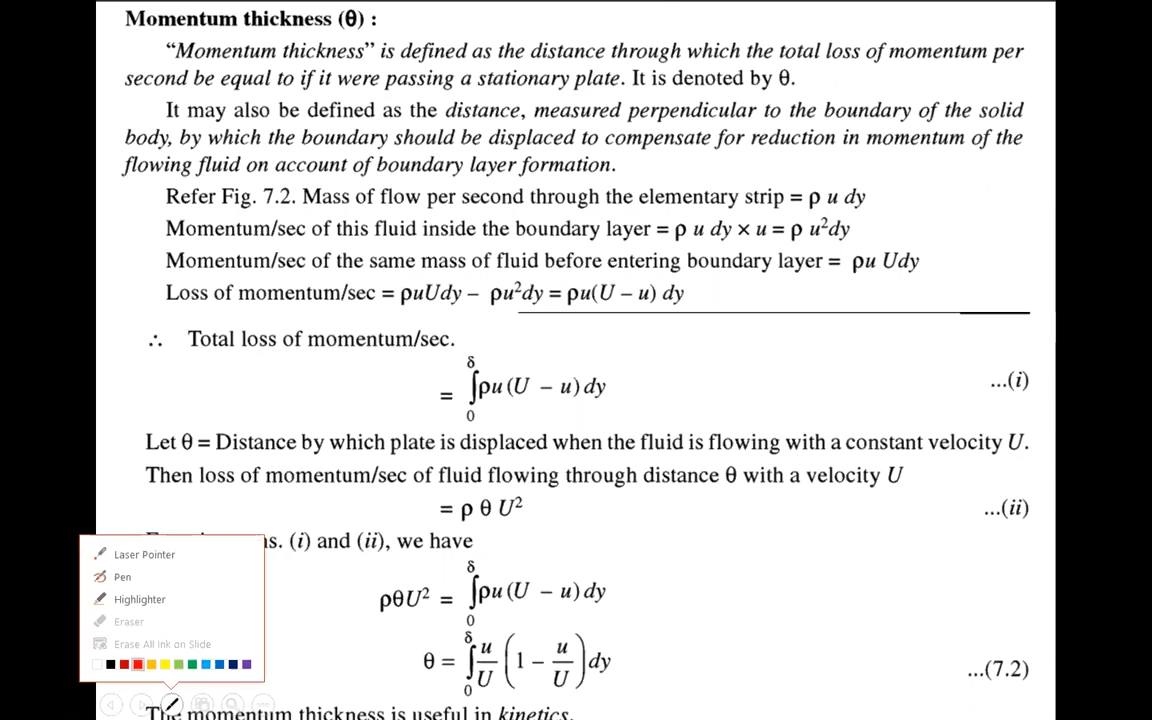 Momentum thickness (θ) :
“Momentum thickness” is defined as the distance through which the total loss of momentum per
second be equal to if it were passing a stationary plate. It is denoted by θ.
It may also be defined as the distance, measured perpendicular to the boundary of the solid
body, by which the boundary should be displaced to compensate for reduction in momentum of the
flowing fluid on account of boundary layer formation.
Refer Fig. 7.2. Mass of flow per second through the elementary strip = ρ u dy
Momentum/sec of this fluid inside the boundary layer = ρ u dy × u = ρ u²dy
Momentum/sec of the same mass of fluid before entering boundary layer = ρu Udy
Loss of momentum/sec = ρuUdy – ρu²dy = ρu(U – u) dy
∴ Total loss of momentum/sec.
= ∫₀^δ ρu (U – u) dy ...(i)
Let θ = Distance by which plate is displaced when the fluid is flowing with a constant velocity U.
Then loss of momentum/sec of fluid flowing through distance θ with a velocity U
= ρ θ U² ...(ii)
s. (i) and (ii), we have
ρθU² = ∫₀^δ ρu (U – u) dy
θ = ∫₀^δ u/U (1 – u/U) dy ...(7.2)
The momentum thickness is useful in kinetics.
Laser Pointer
Pen
Highlighter
Eraser
Erase All Ink on Slide